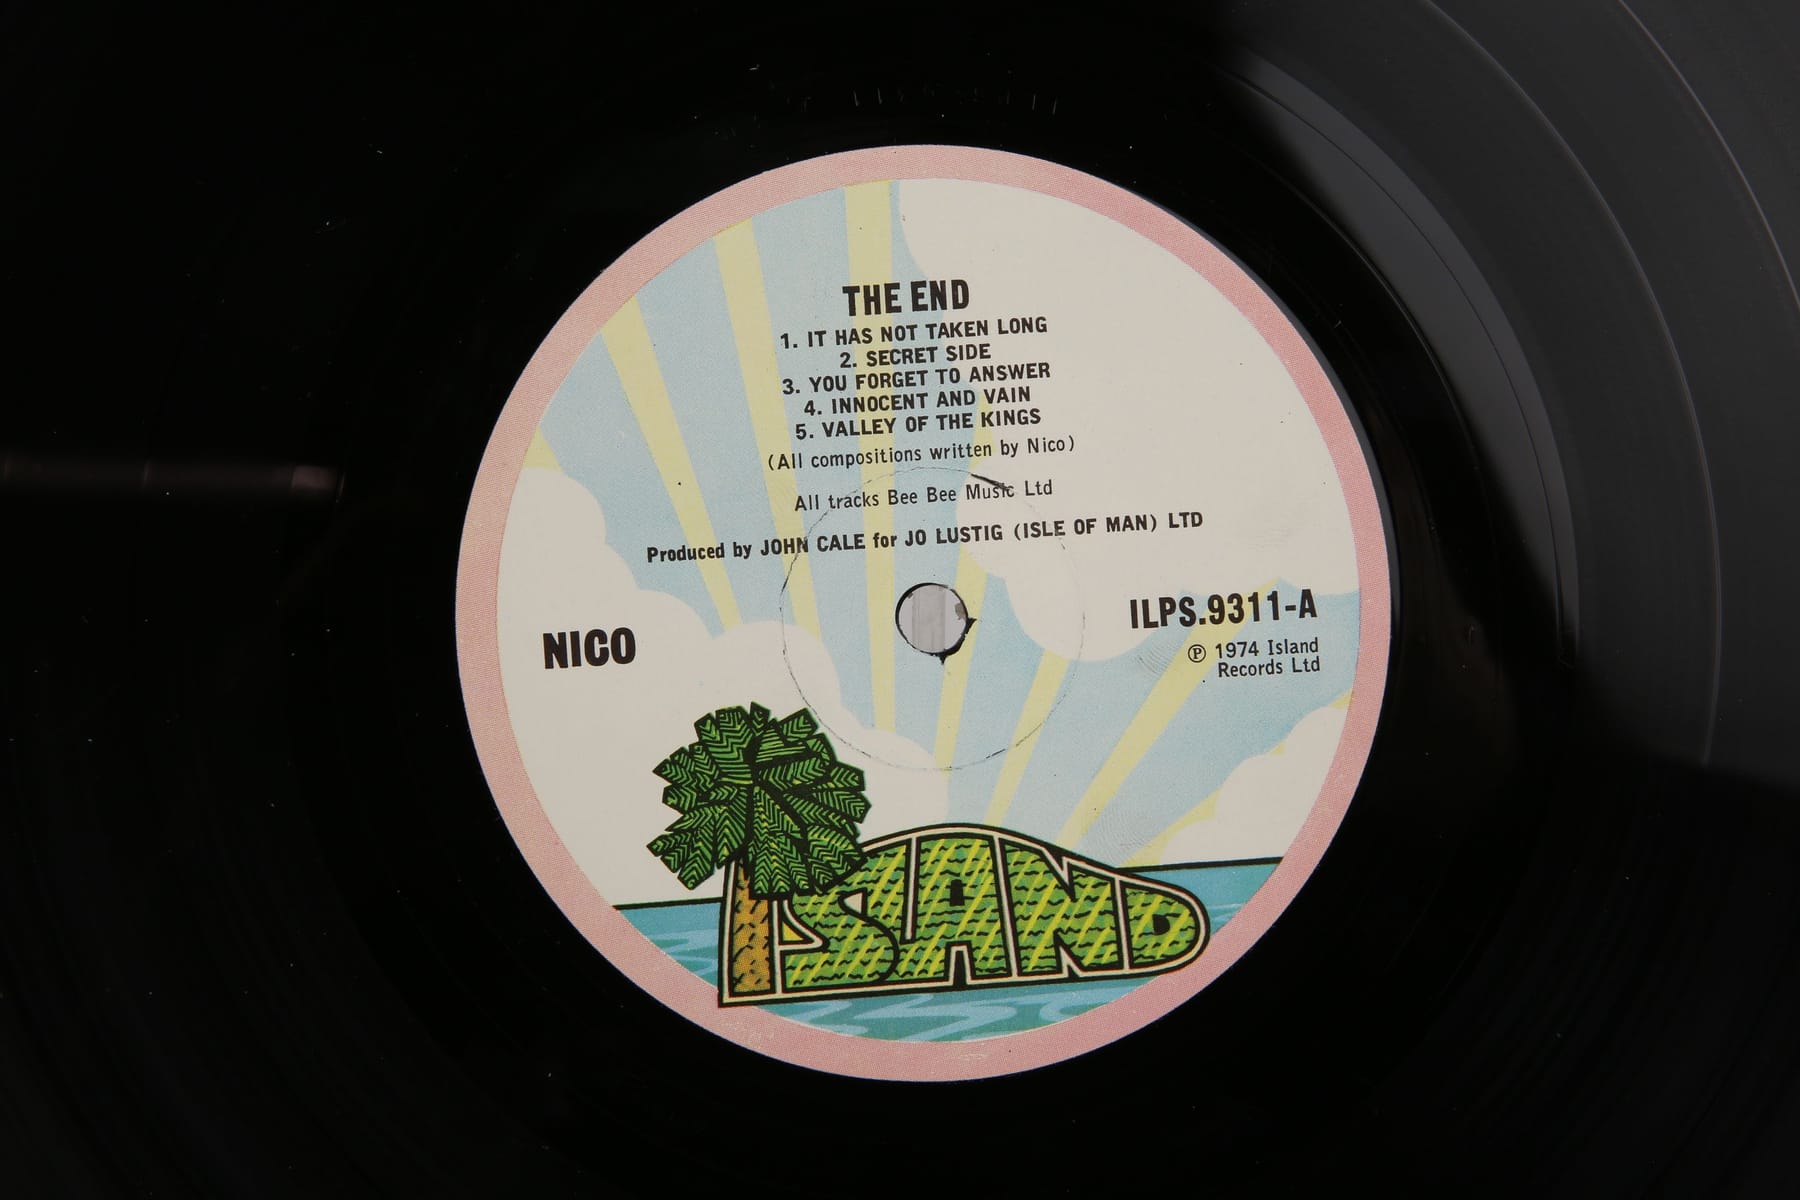 THE END
1. IT HAS NOT TAKEN LONG
2. SECRET SIDE
3. YOU FORGET TO ANSWER
4. INNOCENT AND VAIN
5. VALLEY OF THE KINGS
(All compositions written by Nico)
All tracks Bee Bee Music Ltd
Produced by JOHN CALE for JO LUSTIG (ISLE OF MAN) LTD
NICO
ILPS.9311-A
℗ 1974 Island
Records Ltd
ISLAND